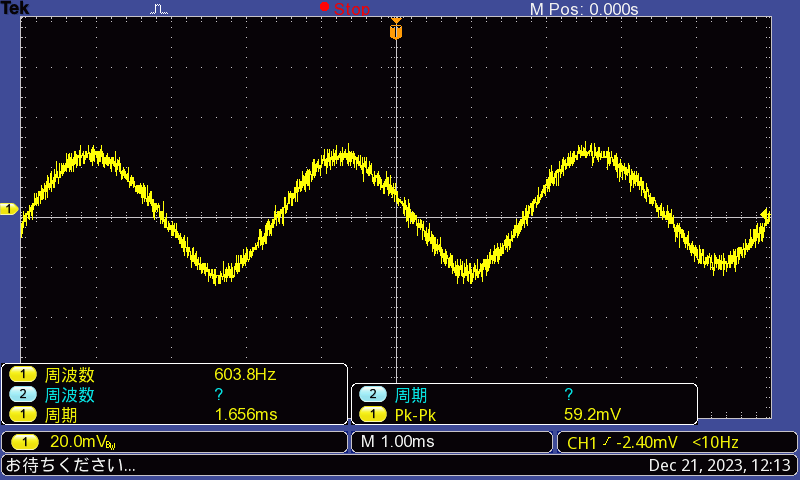 Tek Stop M Pos: 0.000s
T
1
1 周波数 603.8Hz
2 周波数 ?
1 周期 1.656ms
2 周期 ?
1 Pk-Pk 59.2mV
1 20.0mVBW M 1.00ms CH1 -2.40mV <10Hz
お待ちください... Dec 21, 2023, 12:13